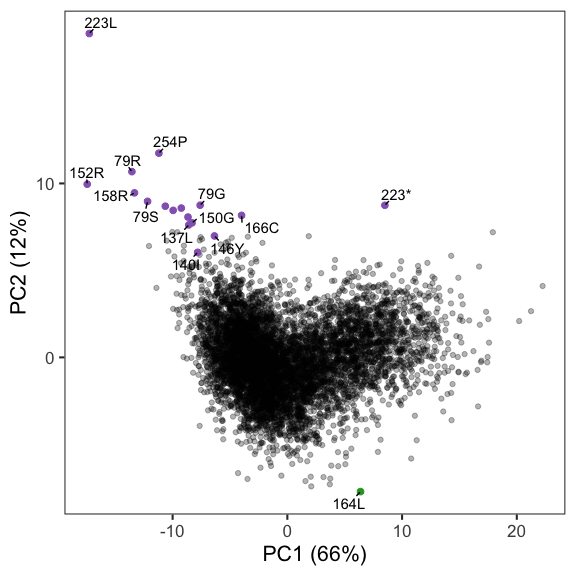 223L
254P
79R
152R
158R
79G
223*
79S
150G
166C
137L
146Y
140I
164L
10
0
-10
0
10
20
PC1 (66%)
PC2 (12%)